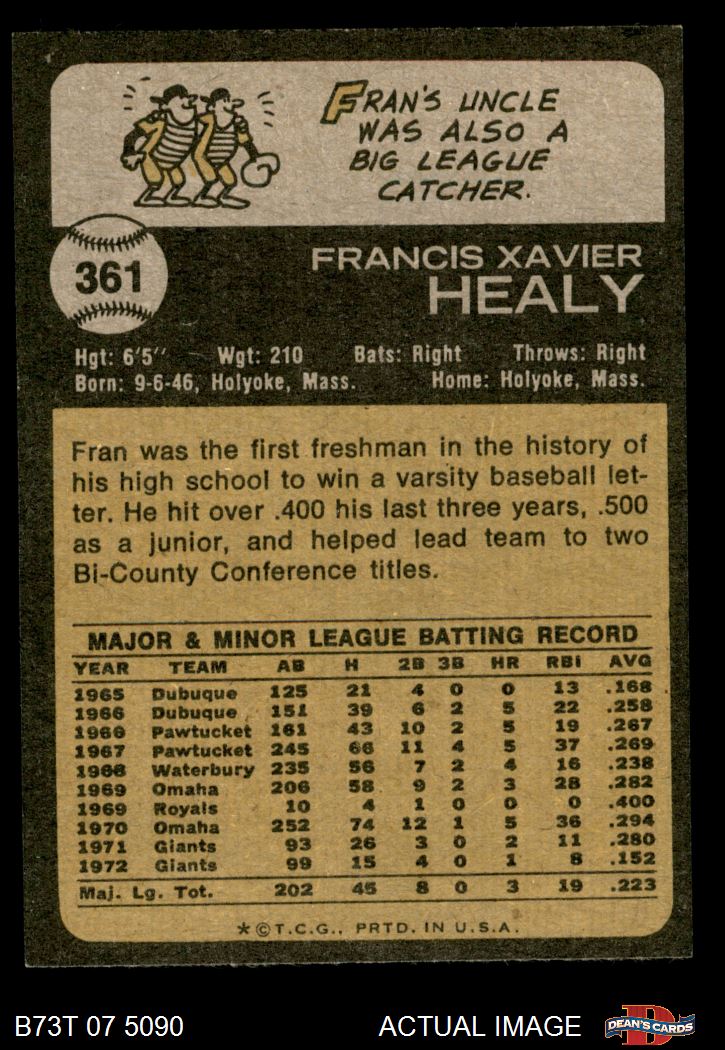 FRAN'S UNCLE
WAS ALSO A
BIG LEAGUE
CATCHER.
361
FRANCIS XAVIER
HEALY
Hgt: 6'5" Wgt: 210 Bats: Right Throws: Right
Born: 9-6-46, Holyoke, Mass. Home: Holyoke, Mass.
Fran was the first freshman in the history of
his high school to win a varsity baseball let-
ter. He hit over .400 his last three years, .500
as a junior, and helped lead team to two
Bi-County Conference titles.
MAJOR & MINOR LEAGUE BATTING RECORD
YEAR TEAM AB H 2B 3B HR RBI AVG
1965 Dubuque 125 21 4 0 0 13 .168
1966 Dubuque 151 39 6 2 5 22 .258
1966 Pawtucket 161 43 10 2 5 19 .267
1967 Pawtucket 245 66 11 4 5 37 .269
1968 Waterbury 235 56 7 2 4 16 .238
1969 Omaha 206 58 9 2 3 28 .282
1969 Royals 10 4 1 0 0 0 .400
1970 Omaha 252 74 12 1 5 36 .294
1971 Giants 93 26 3 0 2 11 .280
1972 Giants 99 15 4 0 1 8 .152
Maj. Lg. Tot. 202 45 8 0 3 19 .223
*©T.C.G., PRTD. IN U.S.A.
B73T 07 5090 ACTUAL IMAGE
D
DEAN'S CARDS